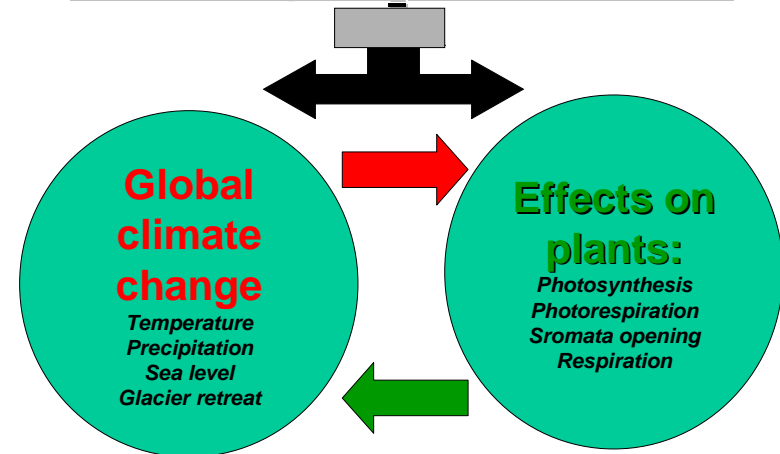 Global
climate
change
Temperature
Precipitation
Sea level
Glacier retreat
Effects on
plants:
Photosynthesis
Photorespiration
Sromata opening
Respiration